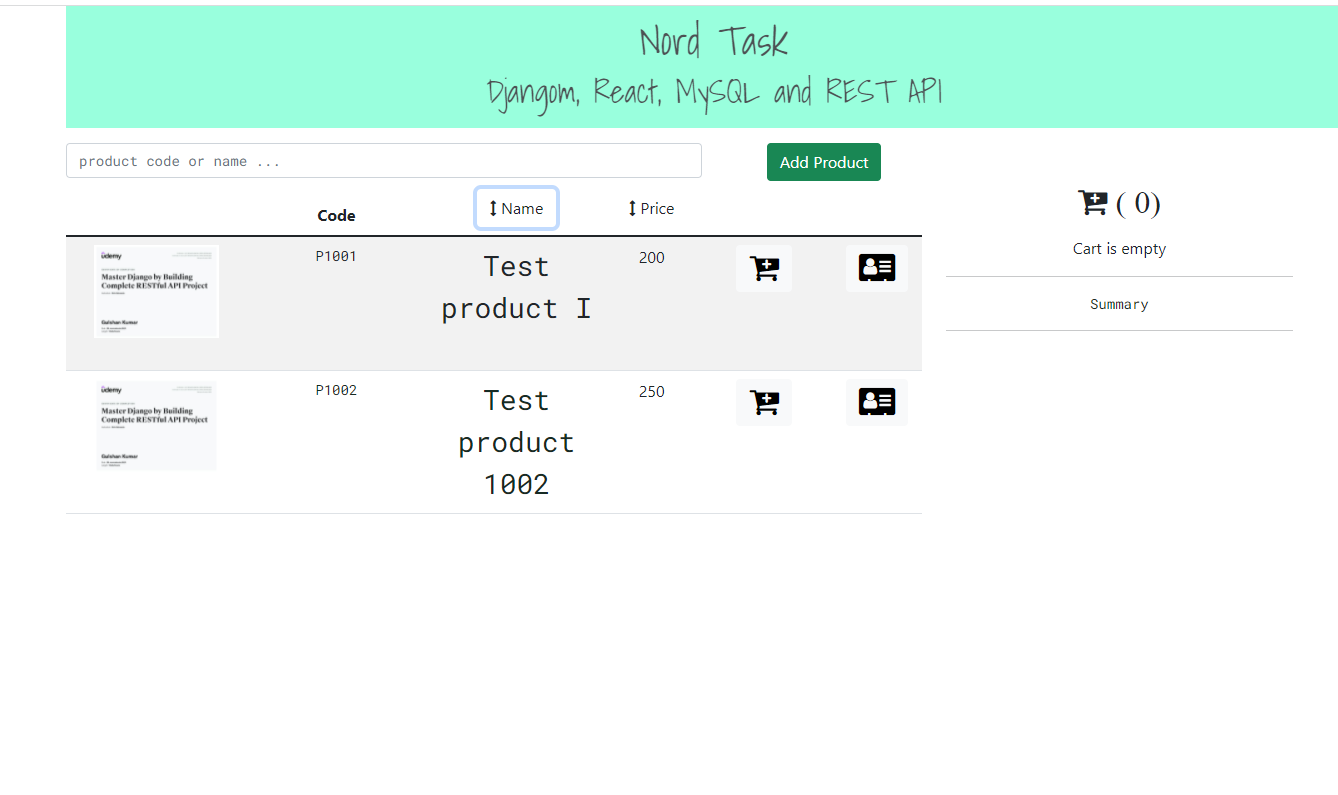 Nord Task
Djangom, React, MySQL and REST API
product code or name ...
Add Product
Code
Name
Price
( 0)
Cart is empty
Summary
ûdemy
Master Django by Building
Complete RESTful API Project
Gulshan Kumar
P1001
Test
product I
200
ûdemy
Master Django by Building
Complete RESTful API Project
Gulshan Kumar
P1002
Test
product
1002
250